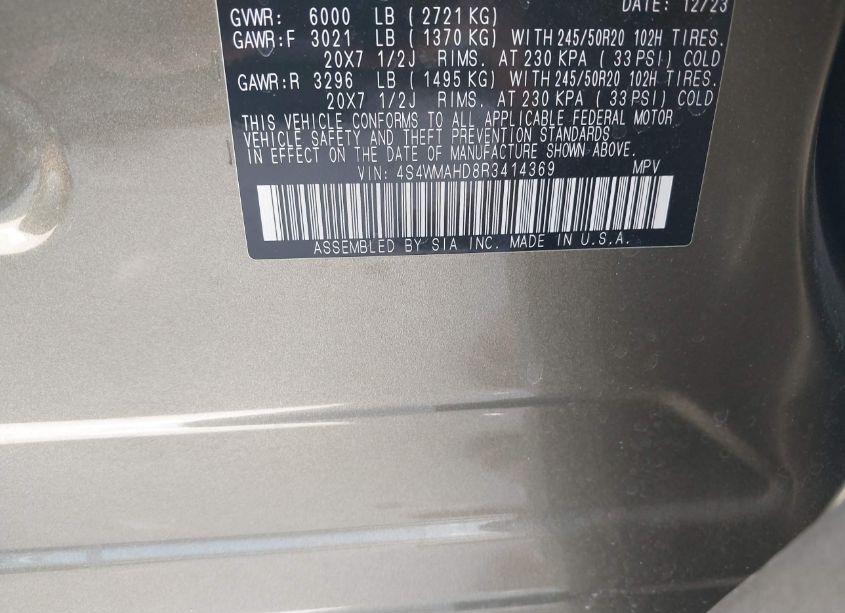 DATE: 12/23
GVWR: 6000 LB ( 2721 KG)
GAWR:F 3021 LB ( 1370 KG) WITH 245/50R20 102H TIRES.
20X7 1/2J RIMS. AT 230 KPA ( 33 PSI) COLD
GAWR:R 3296 LB ( 1495 KG) WITH 245/50R20 102H TIRES.
20X7 1/2J RIMS. AT 230 KPA ( 33 PSI) COLD
THIS VEHICLE CONFORMS TO ALL APPLICABLE FEDERAL MOTOR
VEHICLE SAFETY AND THEFT PREVENTION STANDARDS
IN EFFECT ON THE DATE OF MANUFACTURE SHOWN ABOVE.
VIN: 4S4WMAHD8R3414369 MPV
ASSEMBLED BY SIA INC. MADE IN U.S.A.